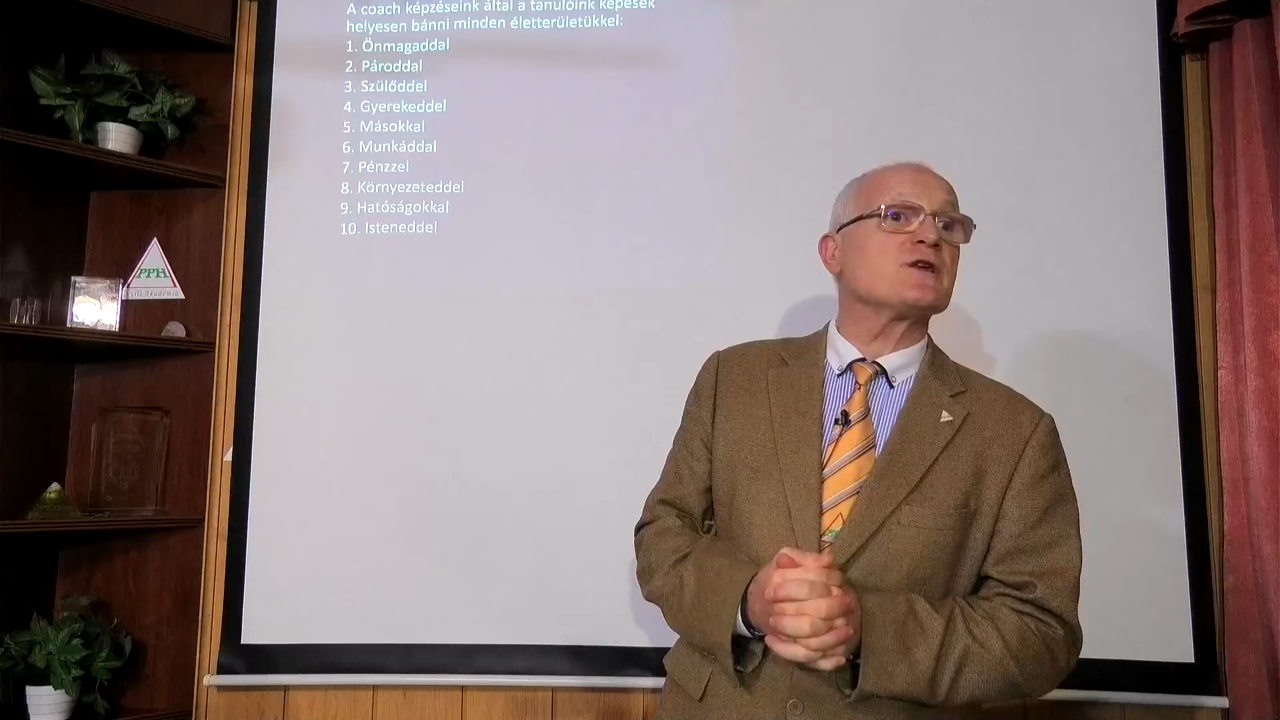 A coach képzéseink által a tanulóink képesek
helyesen bánni minden életterületükkel:
1. Önmagaddal
2. Pároddal
3. Szülőddel
4. Gyerekeddel
5. Másokkal
6. Munkáddal
7. Pénzzel
8. Környezeteddel
9. Hatóságokkal
10. Isteneddel
PPH
Akadémia